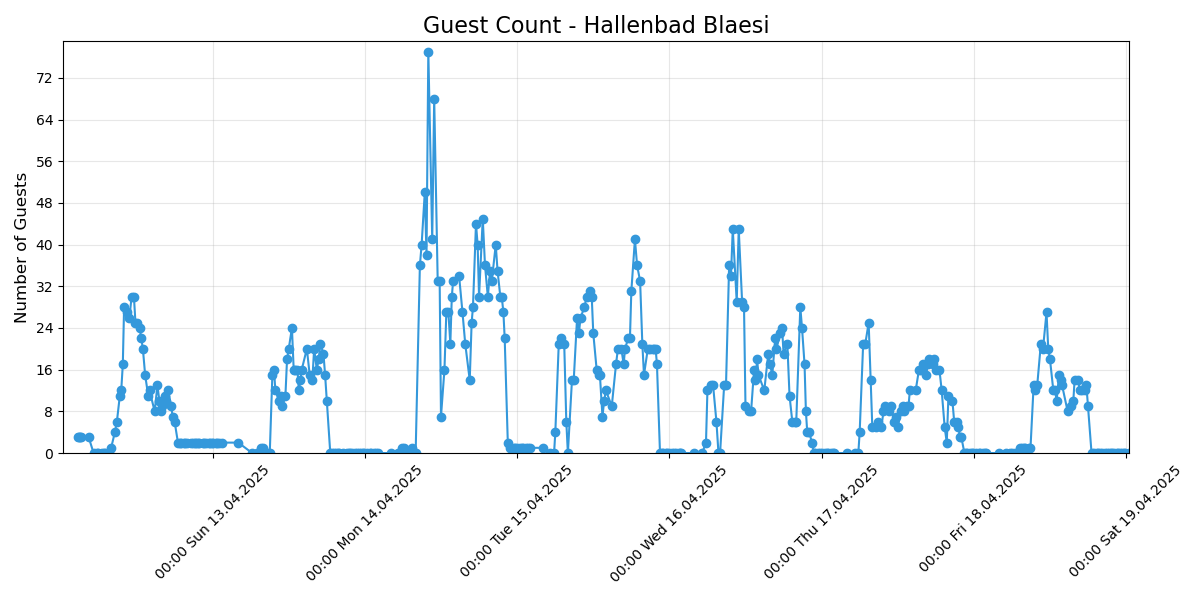 Guest Count - Hallenbad Blaesi
Number of Guests
72
64
56
48
40
32
24
16
8
0
00:00 Sun 13.04.2025
00:00 Mon 14.04.2025
00:00 Tue 15.04.2025
00:00 Wed 16.04.2025
00:00 Thu 17.04.2025
00:00 Fri 18.04.2025
00:00 Sat 19.04.2025